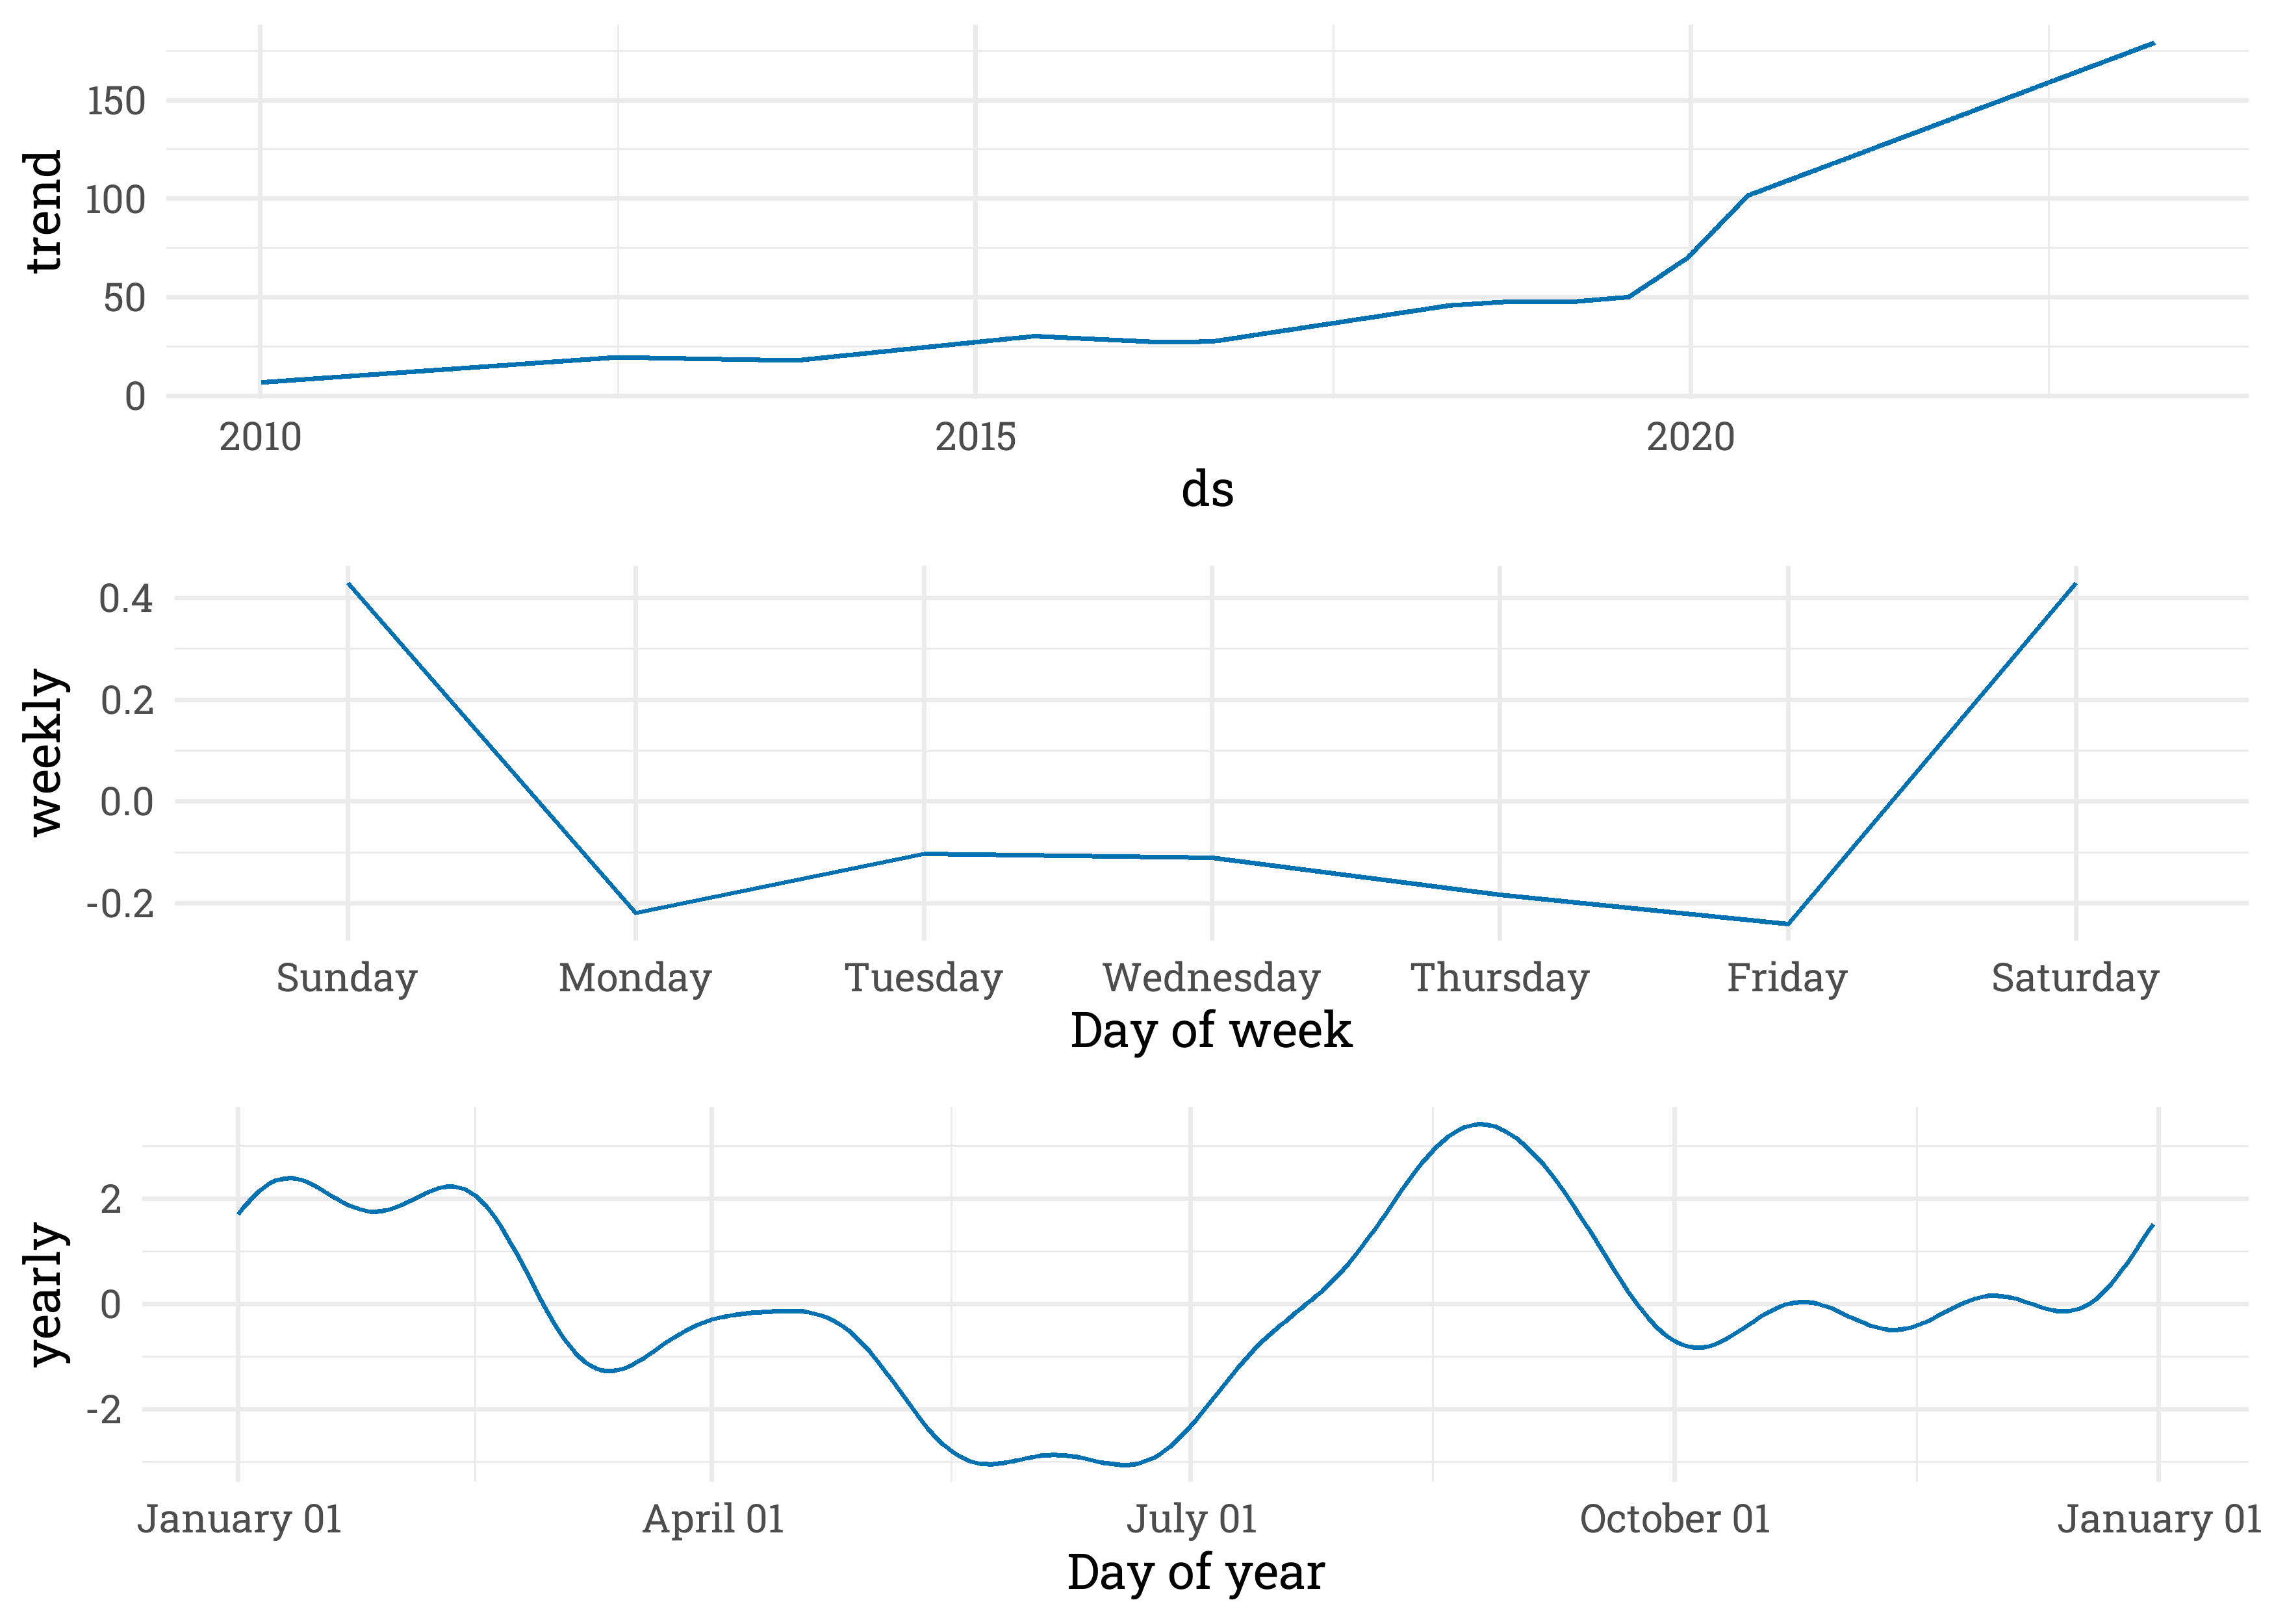 trend
150
100
50
0
2010 2015 2020
ds
weekly
0.4
0.2
0.0
-0.2
Sunday Monday Tuesday Wednesday Thursday Friday Saturday
Day of week
yearly
2
0
-2
January 01 April 01 July 01 October 01 January 01
Day of year